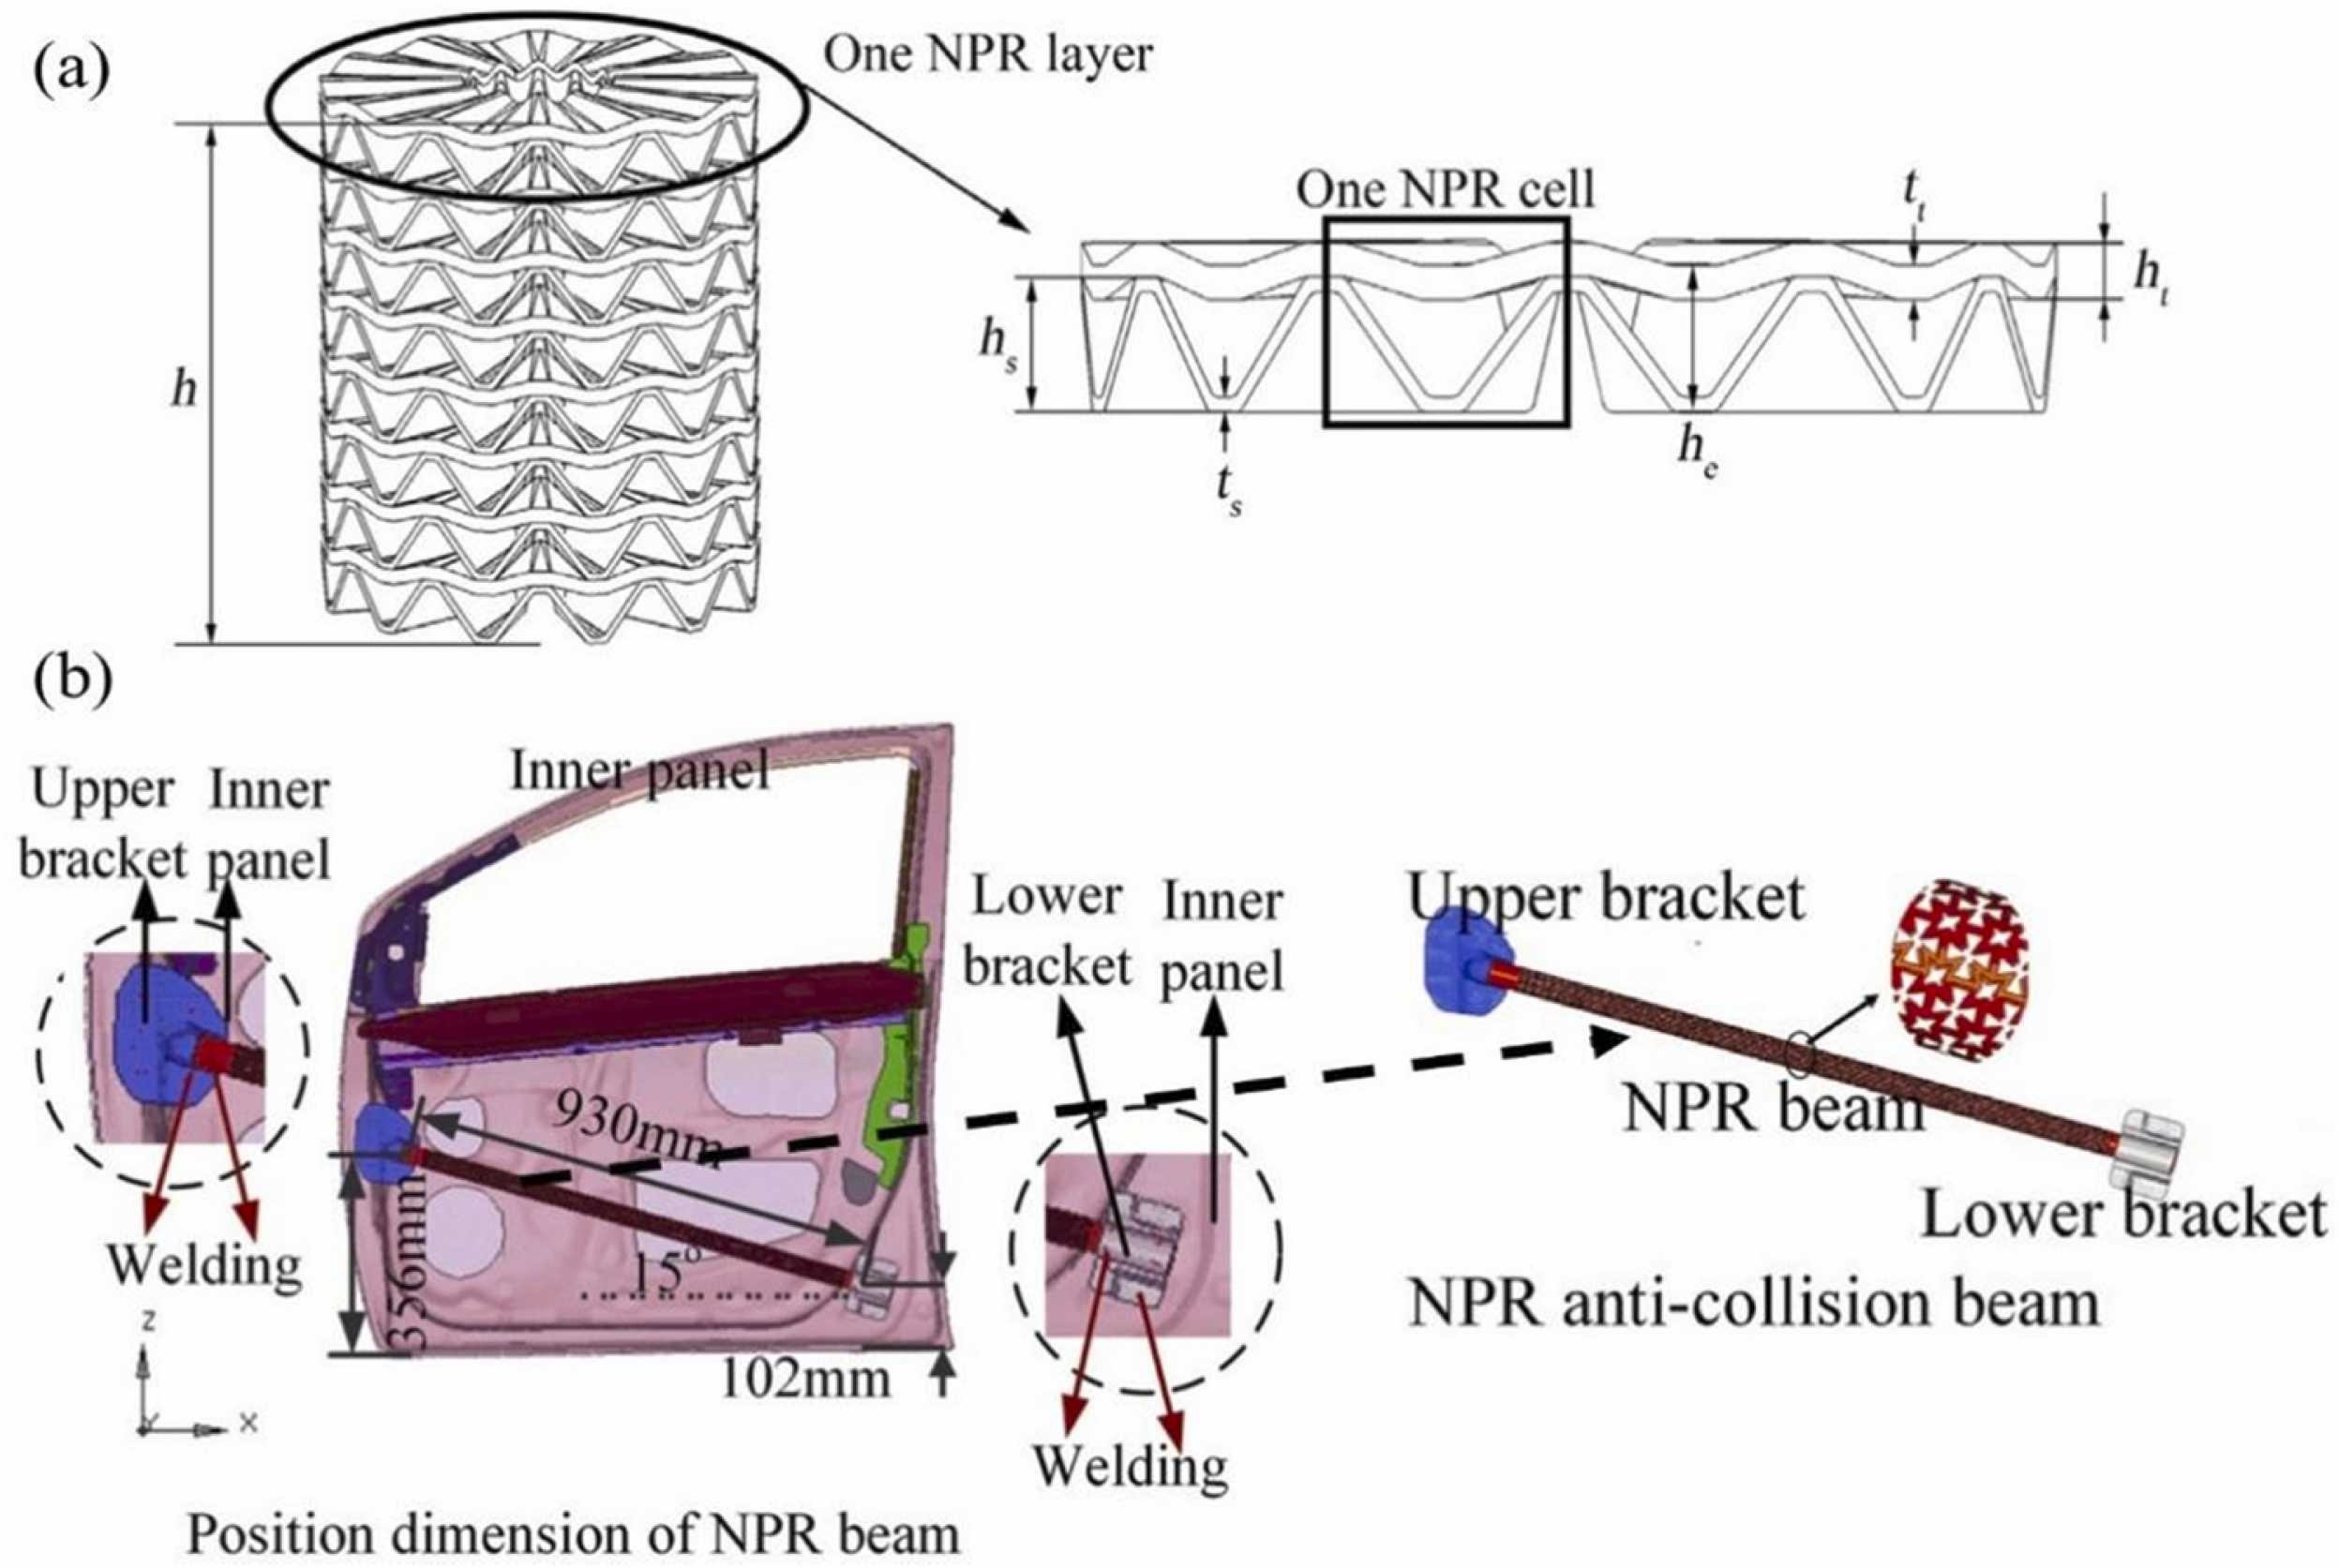 (a)
One NPR layer
One NPR cell
t_t
h_t
h_s
h
h_e
t_s
(b)
Inner panel
Upper
bracket
Inner
panel
Lower
bracket
Inner
panel
Upper bracket
930mm
NPR beam
356mm
15°
Lower bracket
Welding
NPR anti-collision beam
z
Y
x
102mm
Welding
Position dimension of NPR beam